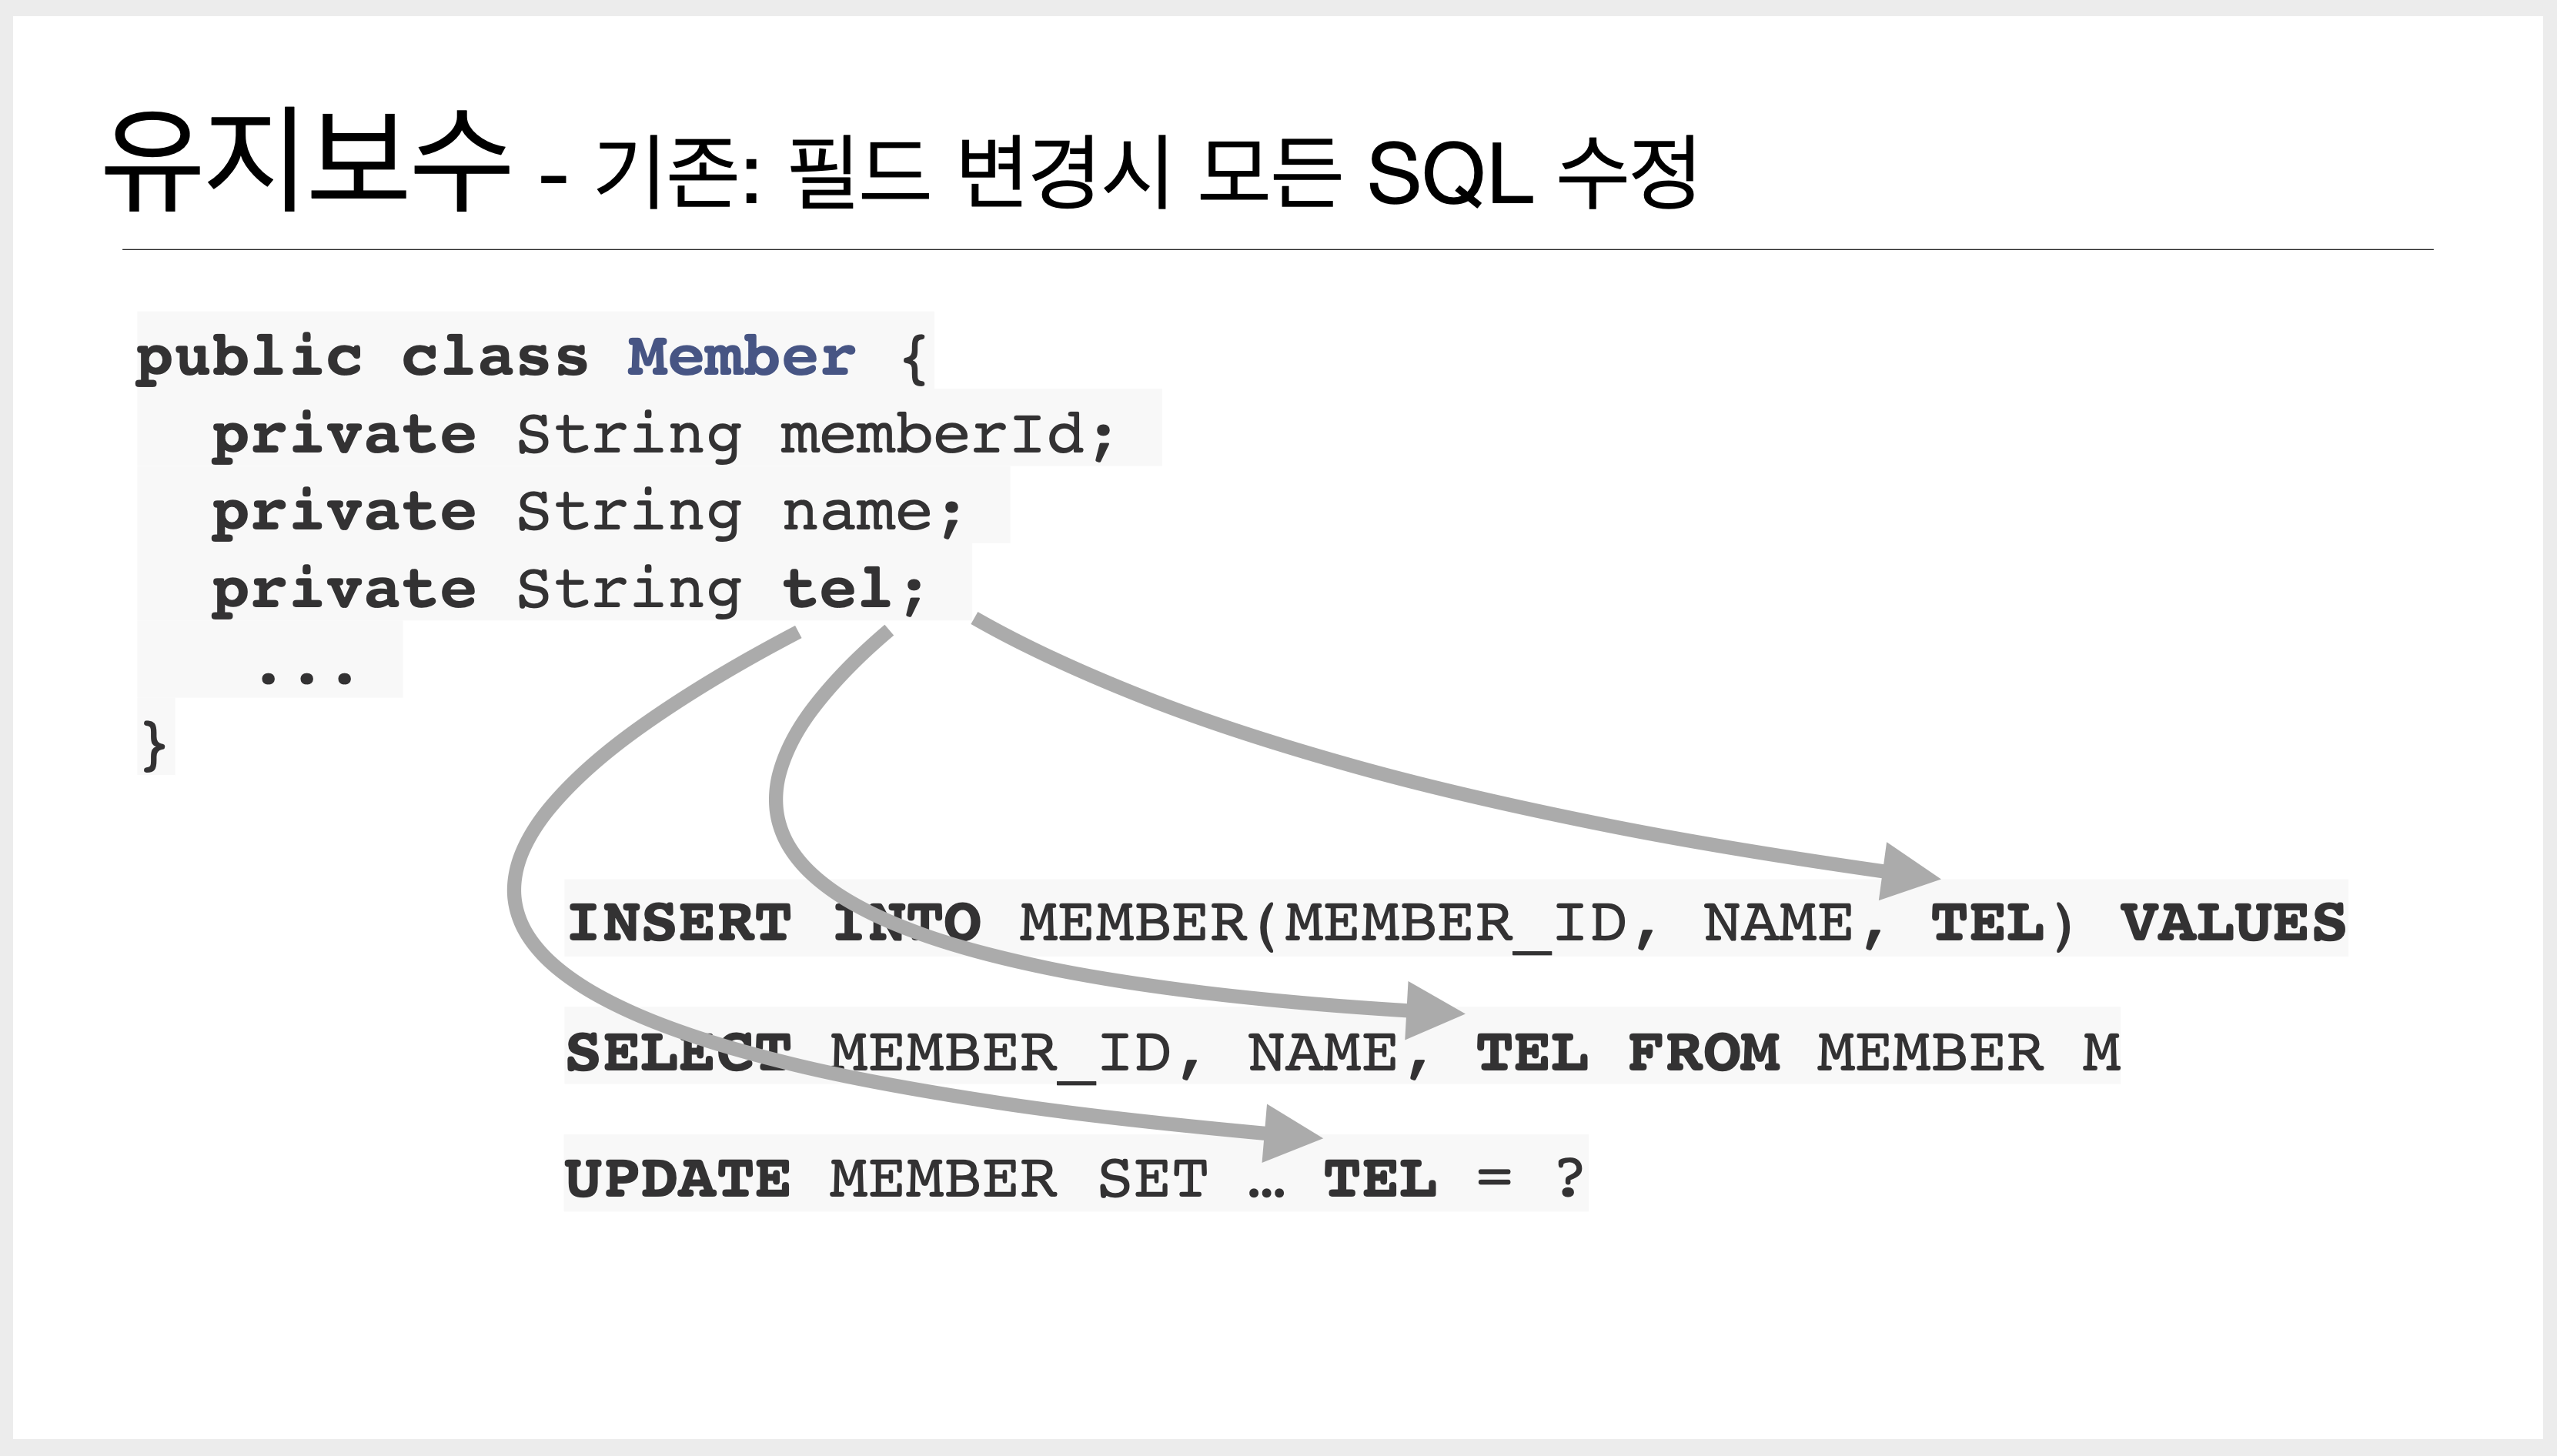 유지보수 - 기존: 필드 변경시 모든 SQL 수정
public class Member {
private String memberId;
private String name;
private String tel;
...
}
INSERT INTO MEMBER(MEMBER_ID, NAME, TEL) VALUES
SELECT MEMBER_ID, NAME, TEL FROM MEMBER M
UPDATE MEMBER SET … TEL = ?